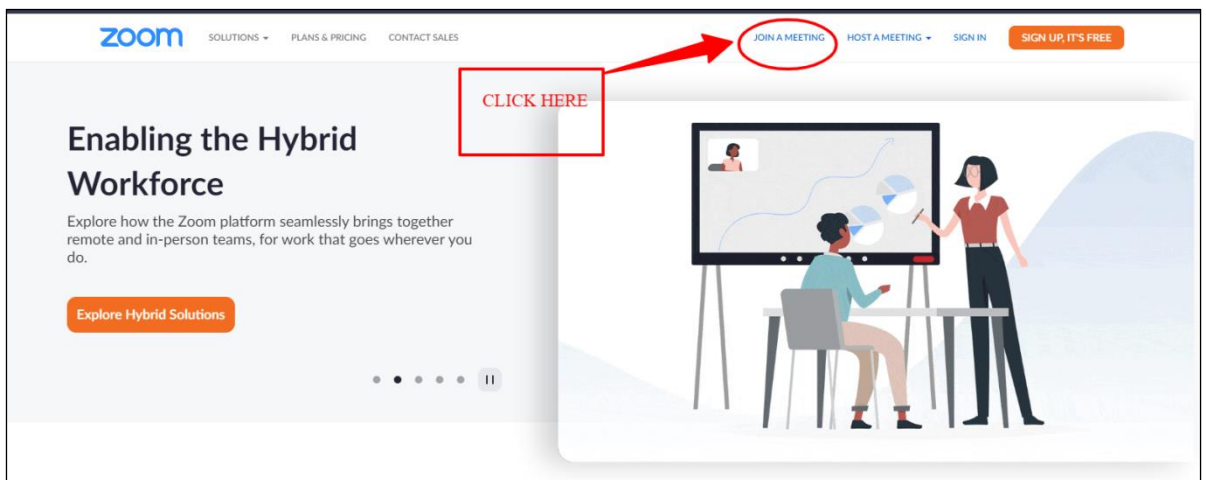 zoom SOLUTIONS PLANS & PRICING CONTACT SALES JOIN A MEETING HOST A MEETING SIGN IN SIGN UP, IT'S FREE
CLICK HERE
Enabling the Hybrid
Workforce
Explore how the Zoom platform seamlessly brings together
remote and in-person teams, for work that goes wherever you
do.
Explore Hybrid Solutions